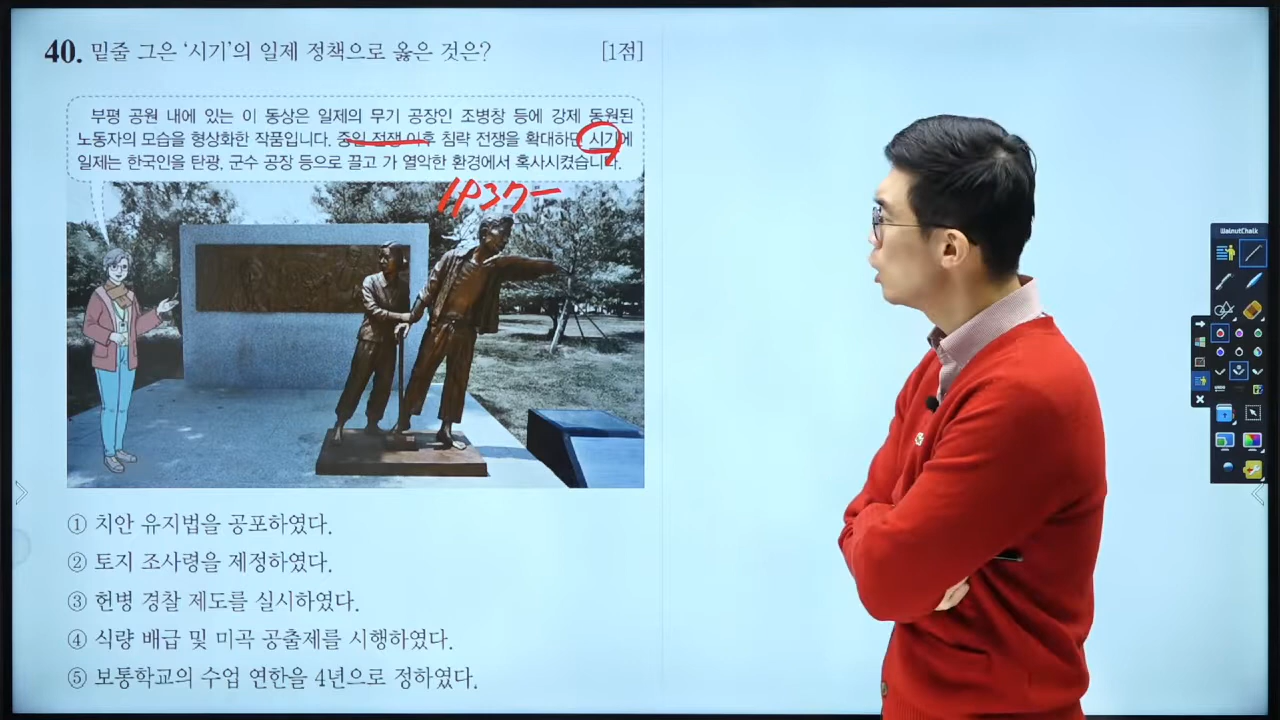 40. 밑줄 그은 '시기'의 일제 정책으로 옳은 것은? [1점]
부평 공원 내에 있는 이 동상은 일제의 무기 공장인 조병창 등에 강제 동원된
노동자의 모습을 형상화한 작품입니다. 중일 전쟁 이후 침략 전쟁을 확대하던 시기에
일제는 한국인을 탄광, 군수 공장 등으로 끌고 가 열악한 환경에서 혹사시켰습니다.
1937-
① 치안 유지법을 공포하였다.
② 토지 조사령을 제정하였다.
③ 헌병 경찰 제도를 실시하였다.
④ 식량 배급 및 미곡 공출제를 시행하였다.
⑤ 보통학교의 수업 연한을 4년으로 정하였다.
WalnutChalk